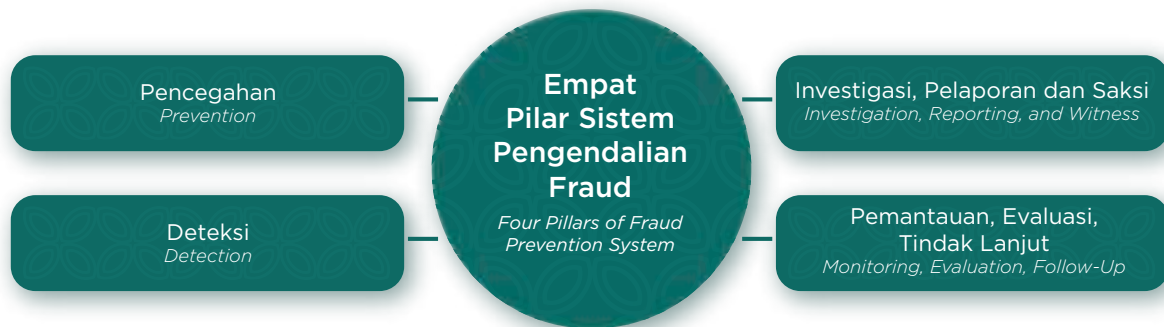 Empat
Pilar Sistem
Pengendalian
Fraud
Four Pillars of Fraud
Prevention System
Pencegahan
Prevention
Deteksi
Detection
Investigasi, Pelaporan dan Saksi
Investigation, Reporting, and Witness
Pemantauan, Evaluasi,
Tindak Lanjut
Monitoring, Evaluation, Follow-Up